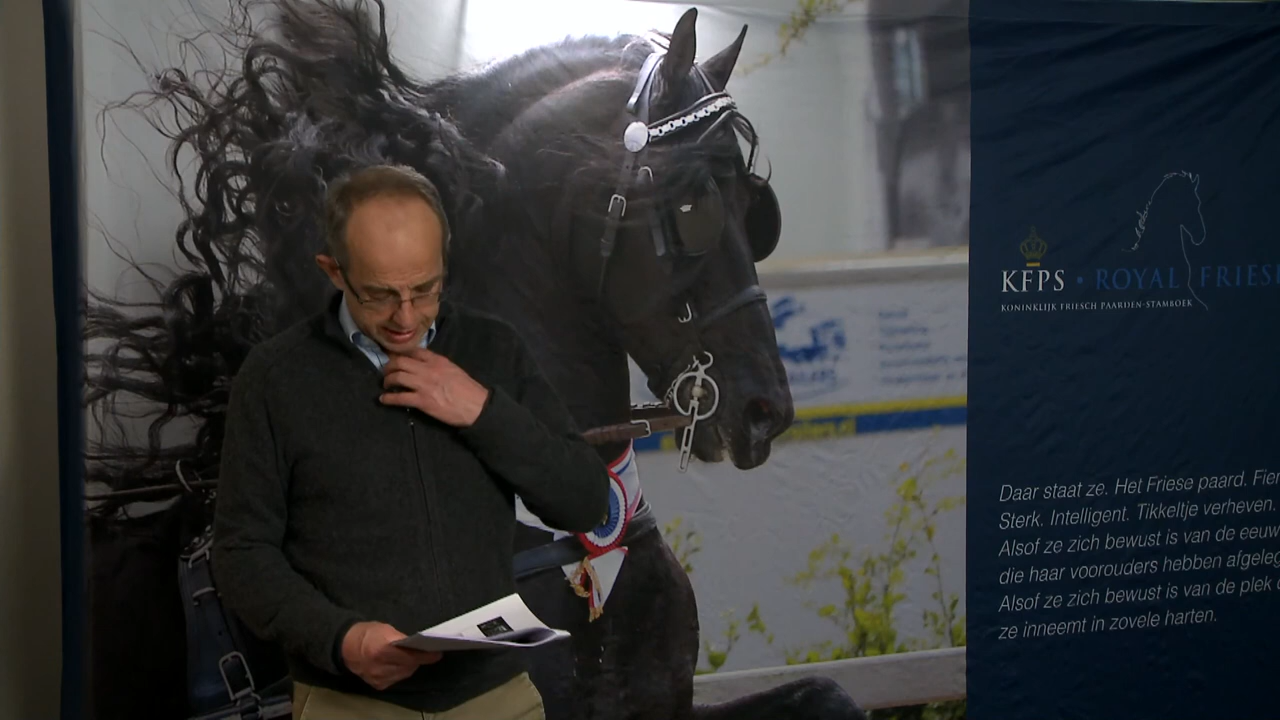 KFPS • ROYAL FRIES
KONINKLIJK FRIESCH PAARDEN-STAMBOEK
Daar staat ze. Het Friese paard. Fier
Sterk. Intelligent. Tikkeltje verheven.
Alsof ze zich bewust is van de eeuw
die haar voorouders hebben afgeleg
Alsof ze zich bewust is van de plek
ze inneemt in zovele harten.